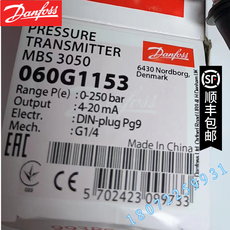 Danfoss
PRESSURE
TRANSMITTER
MBS 3050
060G1153
Danfoss
6430 Nordborg,
Denmark
Range P(e) : 0-250 bar
Output : 4-20 mA
Electr. : DIN-plug Pg9
Mech. : G1/4
Made in China
EAC
5 702423 099733
SF
顺丰包邮